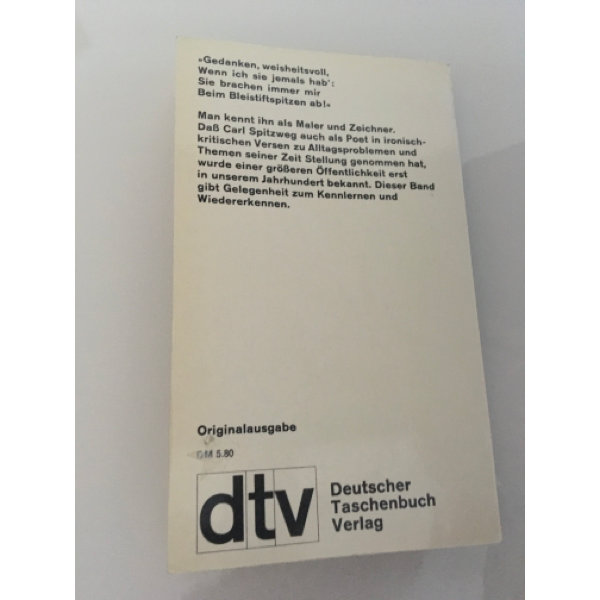 »Gedanken, weisheitsvoll,
Wenn ich sie jemals hab':
Sie brachen immer mir
Beim Bleistiftspitzen ab!«
Man kennt ihn als Maler und Zeichner.
Daß Carl Spitzweg auch als Poet in ironisch-
kritischen Versen zu Alltagsproblemen und
Themen seiner Zeit Stellung genommen hat,
wurde einer größeren Öffentlichkeit erst
in unserem Jahrhundert bekannt. Dieser Band
gibt Gelegenheit zum Kennlernen und
Wiedererkennen.
Originalausgabe
DM 5.80
dtv
Deutscher
Taschenbuch
Verlag